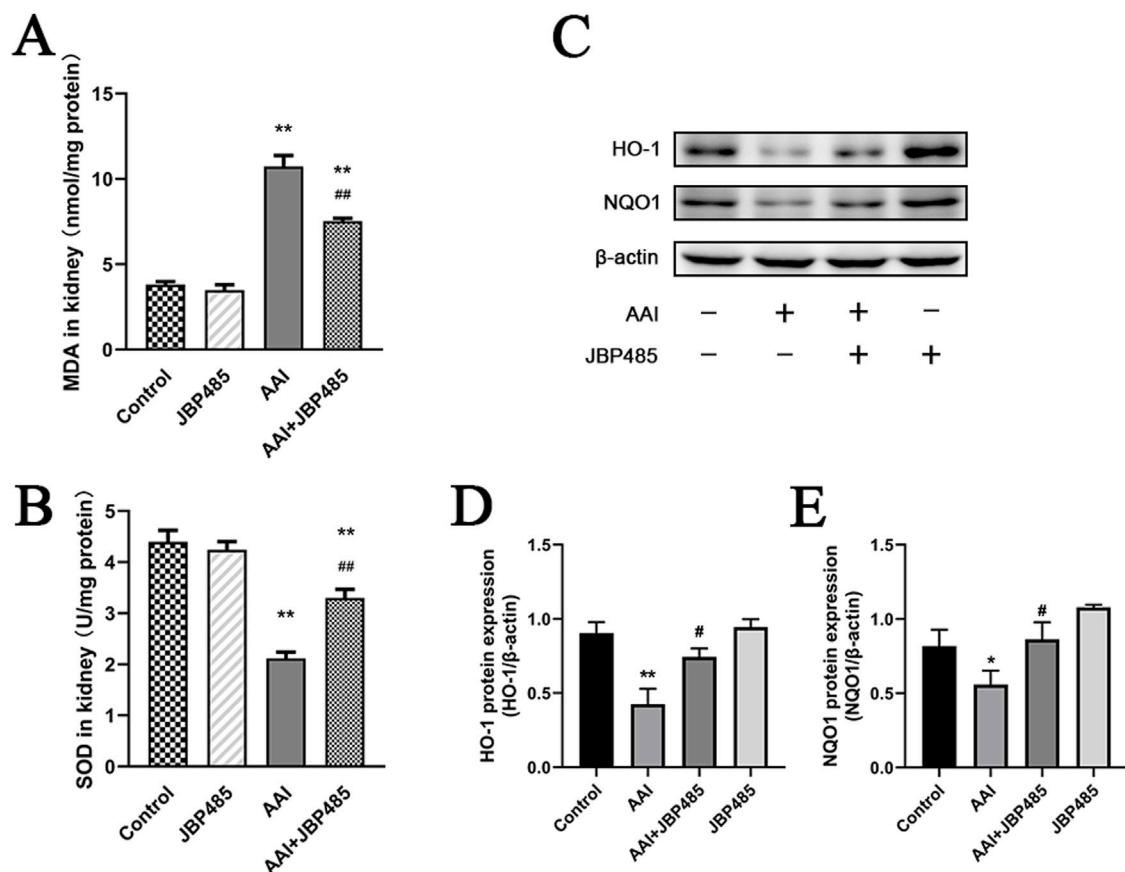 A
MDA in kidney（nmol/mg protein）
15
10
5
0
**
**
##
Control
JBP485
AAI
AAI+JBP485
C
HO-1
NQO1
β-actin
AAI − + + −
JBP485 − − + +
B
SOD in kidney（U/mg protein）
5
4
3
2
1
0
**
**
##
Control
JBP485
AAI
AAI+JBP485
D
HO-1 protein expression
(HO-1/β-actin)
1.5
1.0
0.5
0.0
**
#
Control
AAI
AAI+JBP485
JBP485
E
NQO1 protein expression
(NQO1/β-actin)
1.5
1.0
0.5
0.0
*
#
Control
AAI
AAI+JBP485
JBP485